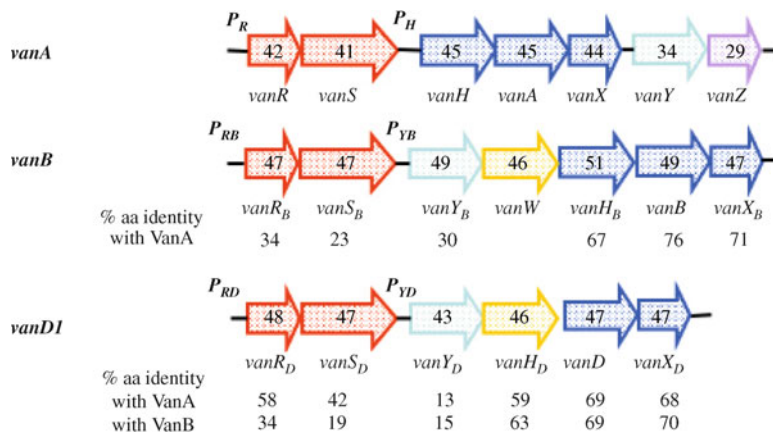 P_R P_H
vanA 42 41 45 45 44 34 29
vanR vanS vanH vanA vanX vanY vanZ
P_RB P_YB
vanB 47 47 49 46 51 49 47
vanR_B vanS_B vanY_B vanW vanH_B vanB vanX_B
% aa identity
with VanA 34 23 30 67 76 71
P_RD P_YD
vanD1 48 47 43 46 47 47
vanR_D vanS_D vanY_D vanH_D vanD vanX_D
% aa identity
with VanA 58 42 13 59 69 68
with VanB 34 19 15 63 69 70